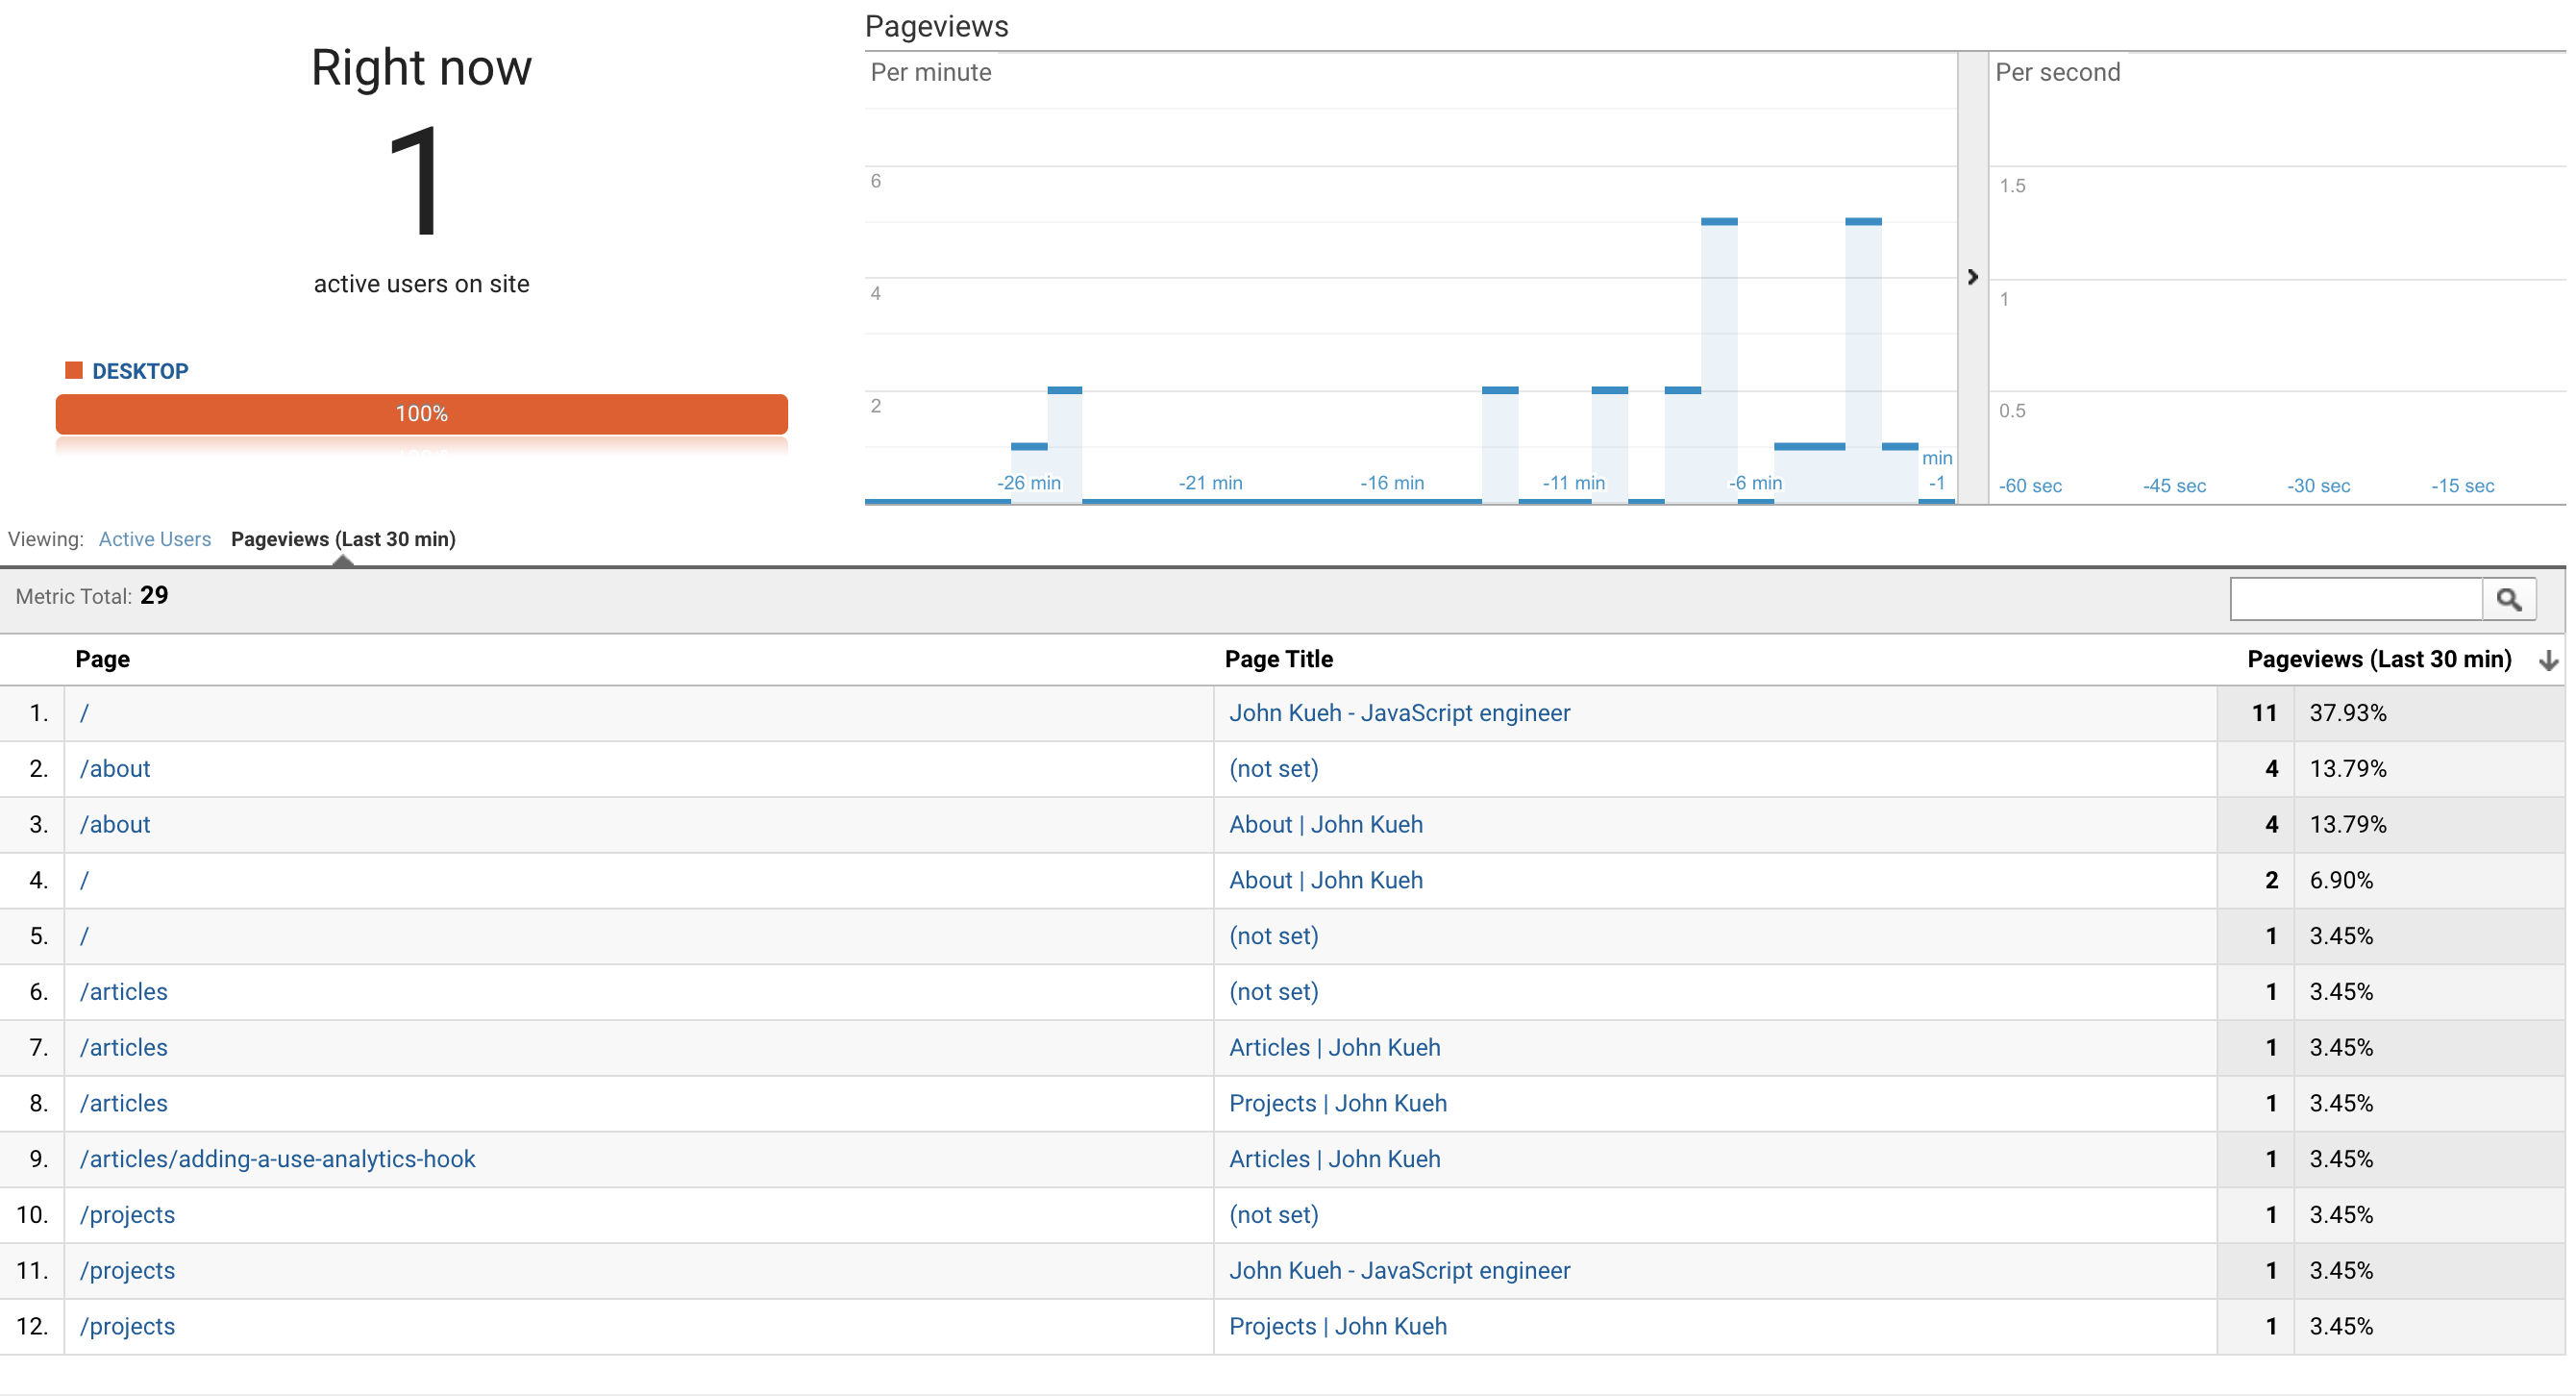 Right now
1
active users on site
DESKTOP
100%
Pageviews
Per minute
6
4
2
-26 min -21 min -16 min -11 min -6 min min -1
Per second
1.5
1
0.5
-60 sec -45 sec -30 sec -15 sec
Viewing: Active Users Pageviews (Last 30 min)
Metric Total: 29
Page Page Title Pageviews (Last 30 min)
1. / John Kueh - JavaScript engineer 11 37.93%
2. /about (not set) 4 13.79%
3. /about About | John Kueh 4 13.79%
4. / About | John Kueh 2 6.90%
5. / (not set) 1 3.45%
6. /articles (not set) 1 3.45%
7. /articles Articles | John Kueh 1 3.45%
8. /articles Projects | John Kueh 1 3.45%
9. /articles/adding-a-use-analytics-hook Articles | John Kueh 1 3.45%
10. /projects (not set) 1 3.45%
11. /projects John Kueh - JavaScript engineer 1 3.45%
12. /projects Projects | John Kueh 1 3.45%